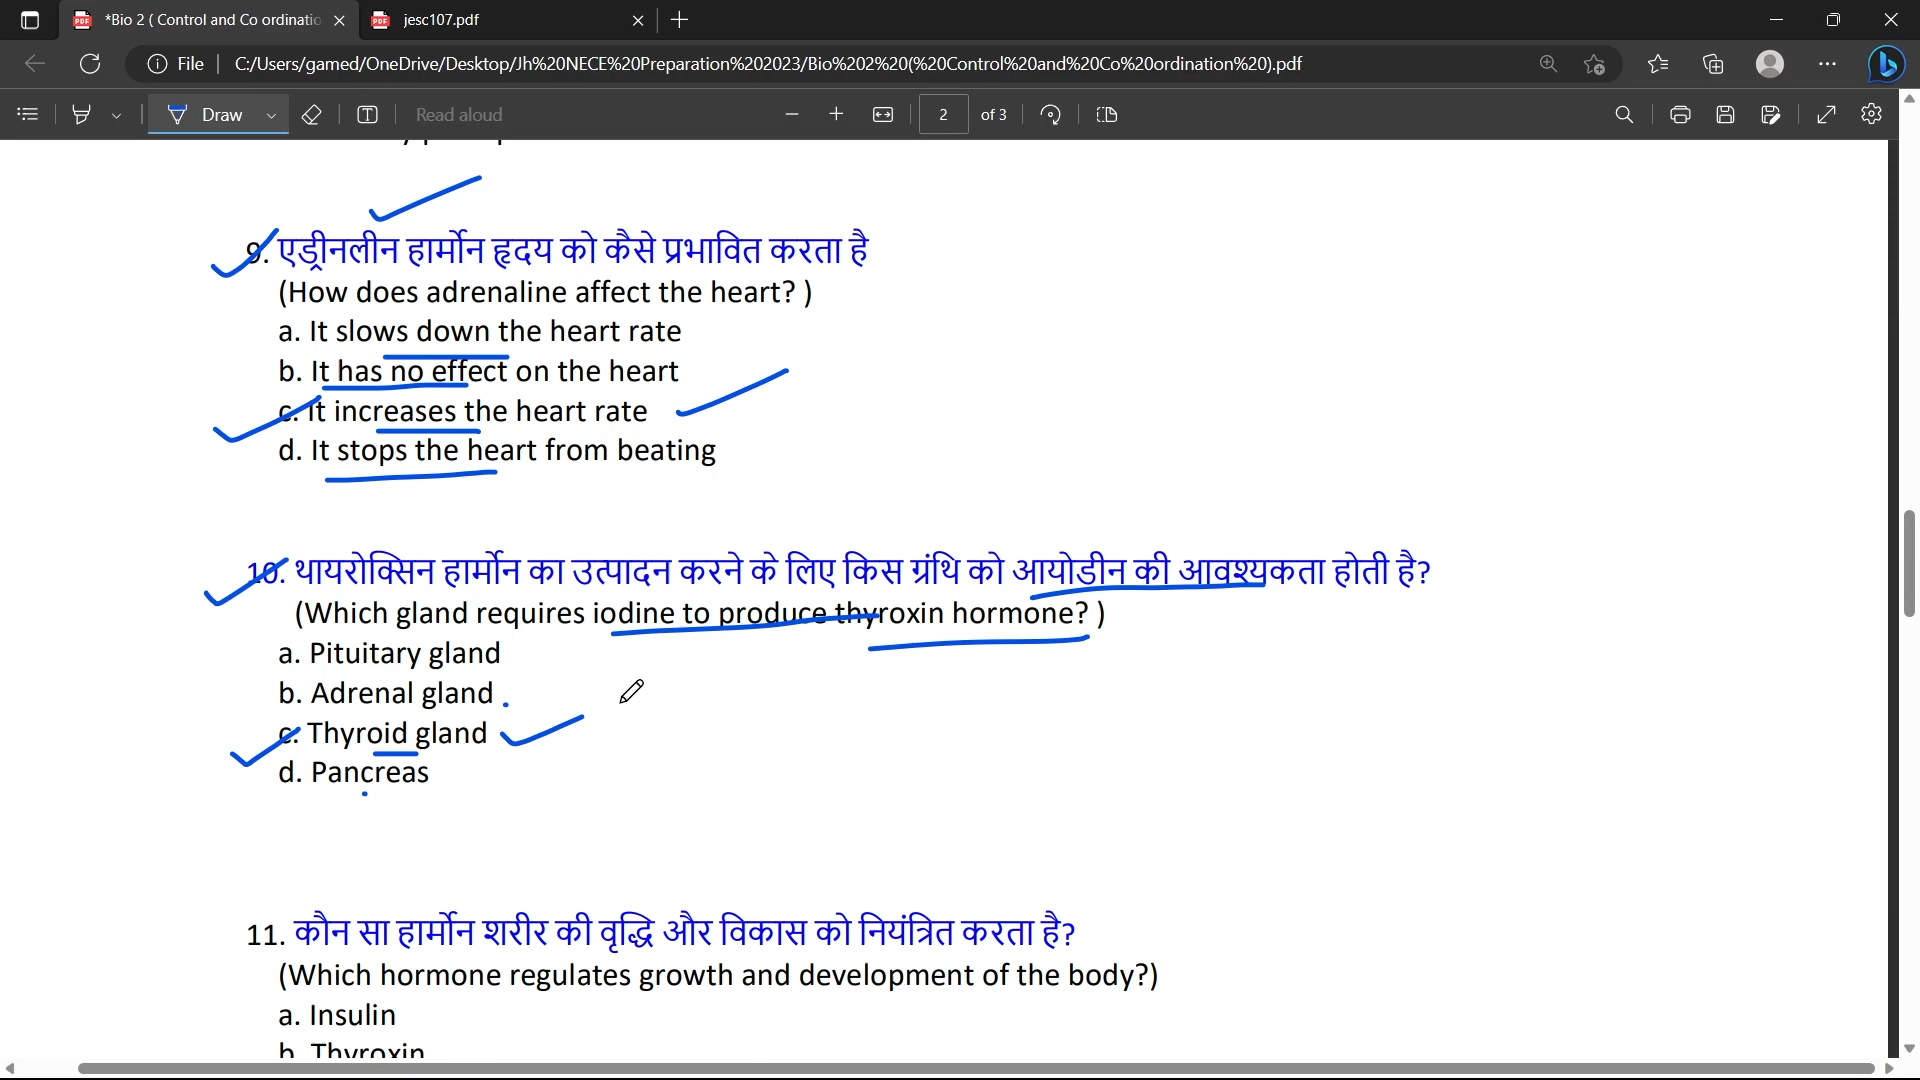 *Bio 2 ( Control and Co ordinatio
jesc107.pdf
File
C:/Users/gamed/OneDrive/Desktop/Jh%20NECE%20Preparation%202023/Bio%202%20(%20Control%20and%20Co%20ordination%20).pdf
Draw
Read aloud
2 of 3
9. एड्रीनलीन हार्मोन हृदय को कैसे प्रभावित करता है
(How does adrenaline affect the heart? )
a. It slows down the heart rate
b. It has no effect on the heart
c. It increases the heart rate
d. It stops the heart from beating
10. थायरोक्सिन हार्मोन का उत्पादन करने के लिए किस ग्रंथि को आयोडीन की आवश्यकता होती है?
(Which gland requires iodine to produce thyroxin hormone? )
a. Pituitary gland
b. Adrenal gland
c. Thyroid gland
d. Pancreas
11. कौन सा हार्मोन शरीर की वृद्धि और विकास को नियंत्रित करता है?
(Which hormone regulates growth and development of the body?)
a. Insulin
b. Thyroxin